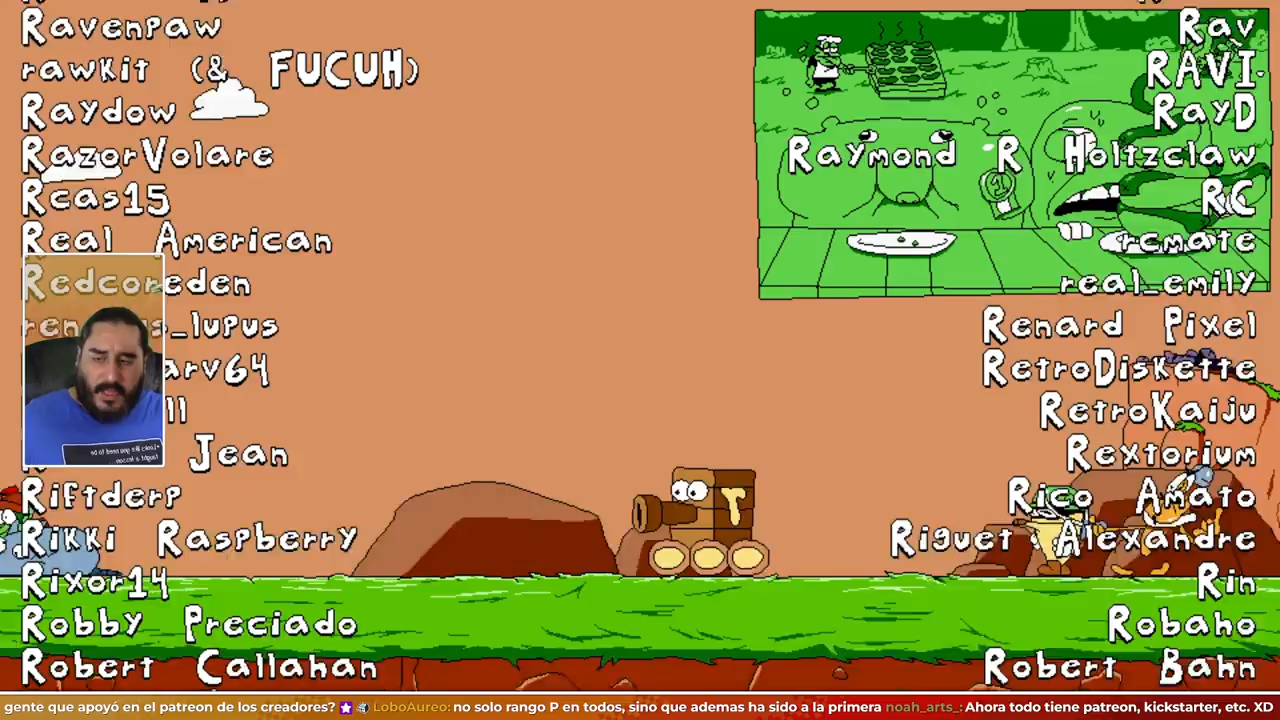 Ravenpaw
Rav
rawkit (& FUCUH)
RAVI.
Raydow
RayD
RazorVolare
Raymond R Holtzclaw
Rcas15
RC
Real American
rcmate
Redcoreden
real_emily
s_lupus
Renard Pixel
arv64
RetroDiskette
ll
RetroKaiju
Jean
Rextorium
Riftderp
Rico Amato
Rikki Raspberry
Riguet Alexandre
Rixor14
Rin
Robby Preciado
Robaho
Robert Callahan
Robert Bahn
gente que apoyó en el patreon de los creadores? LoboAureo: no solo rango P en todos, sino que ademas ha sido a la primera noah_arts_: Ahora todo tiene patreon, kickstarter, etc. XD